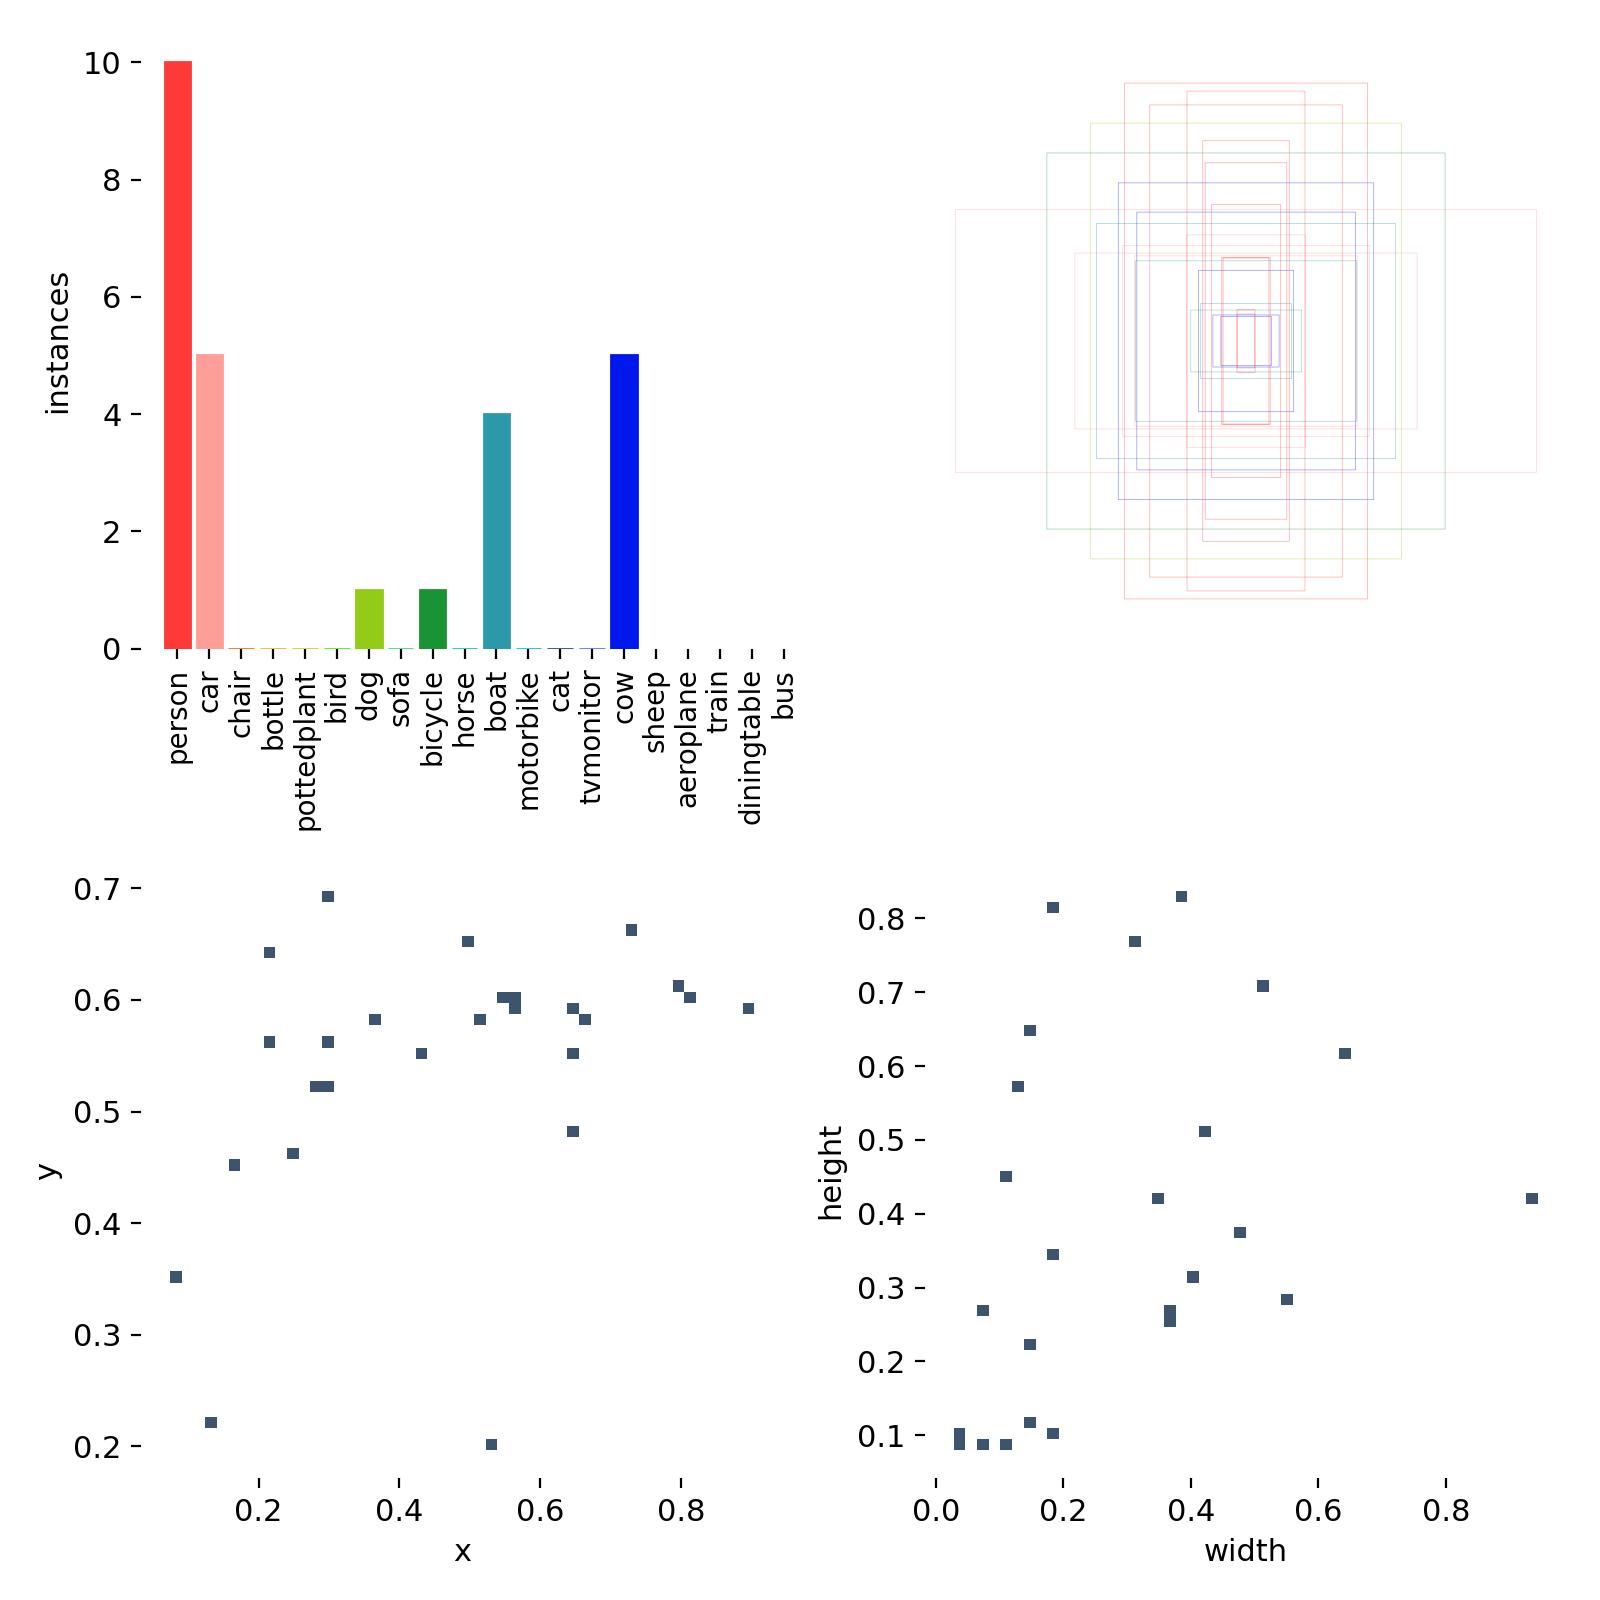 10
8
6
4
2
0
instances
person
car
chair
bottle
pottedplant
bird
dog
sofa
bicycle
horse
boat
motorbike
cat
tvmonitor
cow
sheep
aeroplane
train
diningtable
bus
0.7
0.6
0.5
0.4
0.3
0.2
y
0.2 0.4 0.6 0.8
x
0.8
0.7
0.6
0.5
0.4
0.3
0.2
0.1
height
0.0 0.2 0.4 0.6 0.8
width